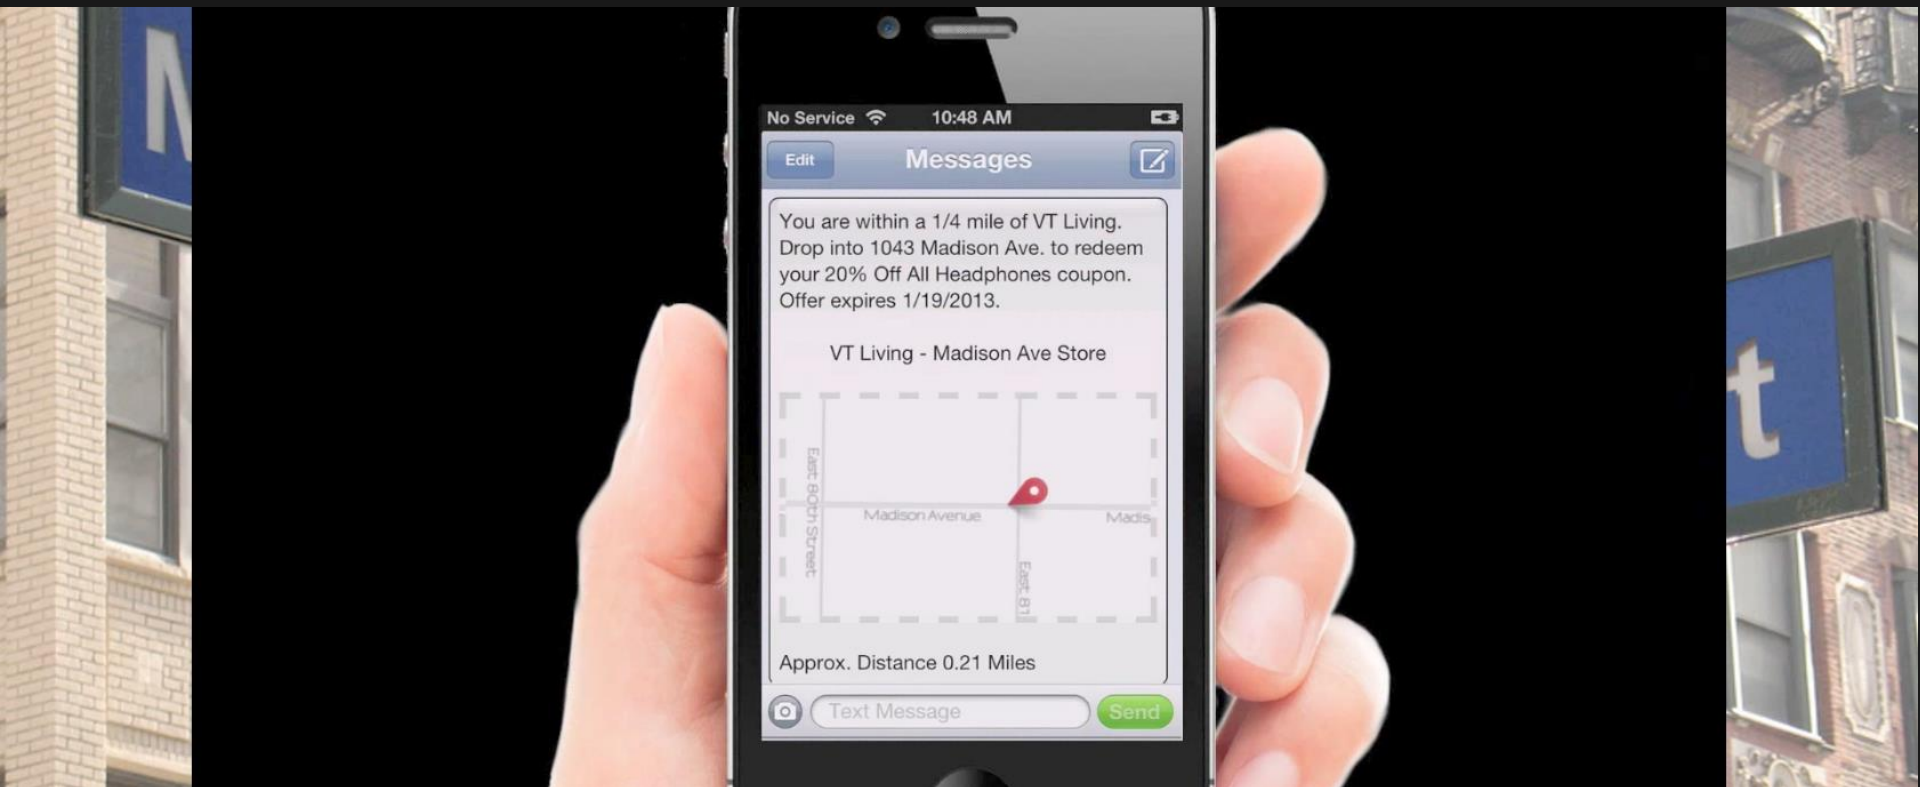 No Service 10:48 AM
Edit Messages
You are within a 1/4 mile of VT Living.
Drop into 1043 Madison Ave. to redeem
your 20% Off All Headphones coupon.
Offer expires 1/19/2013.
VT Living - Madison Ave Store
East 80th Street
Madison Avenue
Madis
East 81
Approx. Distance 0.21 Miles
Text Message Send
t